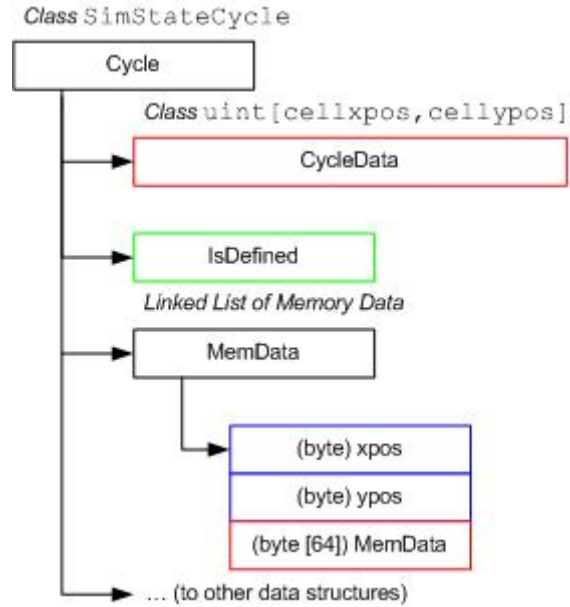 Class SimStateCycle
Cycle
Class uint[cellxpos,cellypos]
CycleData
IsDefined
Linked List of Memory Data
MemData
(byte) xpos
(byte) ypos
(byte [64]) MemData
... (to other data structures)